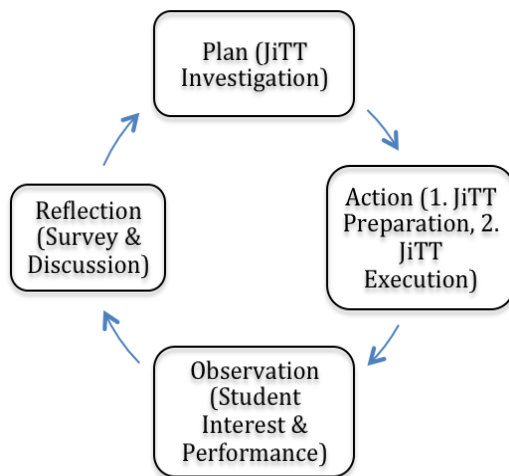 Plan (JiTT
Investigation)
Action (1. JiTT
Preparation, 2.
JiTT
Execution)
Observation
(Student
Interest &
Performance)
Reflection
(Survey &
Discussion)